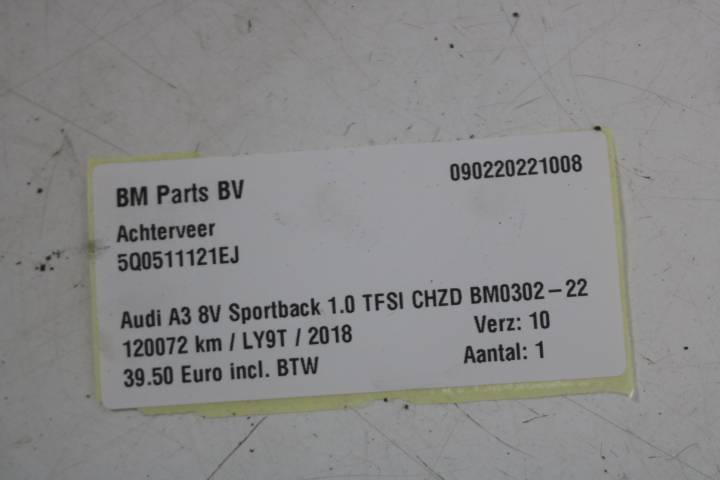 BM Parts BV
090220221008
Achterveer
5Q0511121EJ
Audi A3 8V Sportback 1.0 TFSI CHZD BM0302-22
120072 km / LY9T / 2018
Verz: 10
39.50 Euro incl. BTW
Aantal: 1